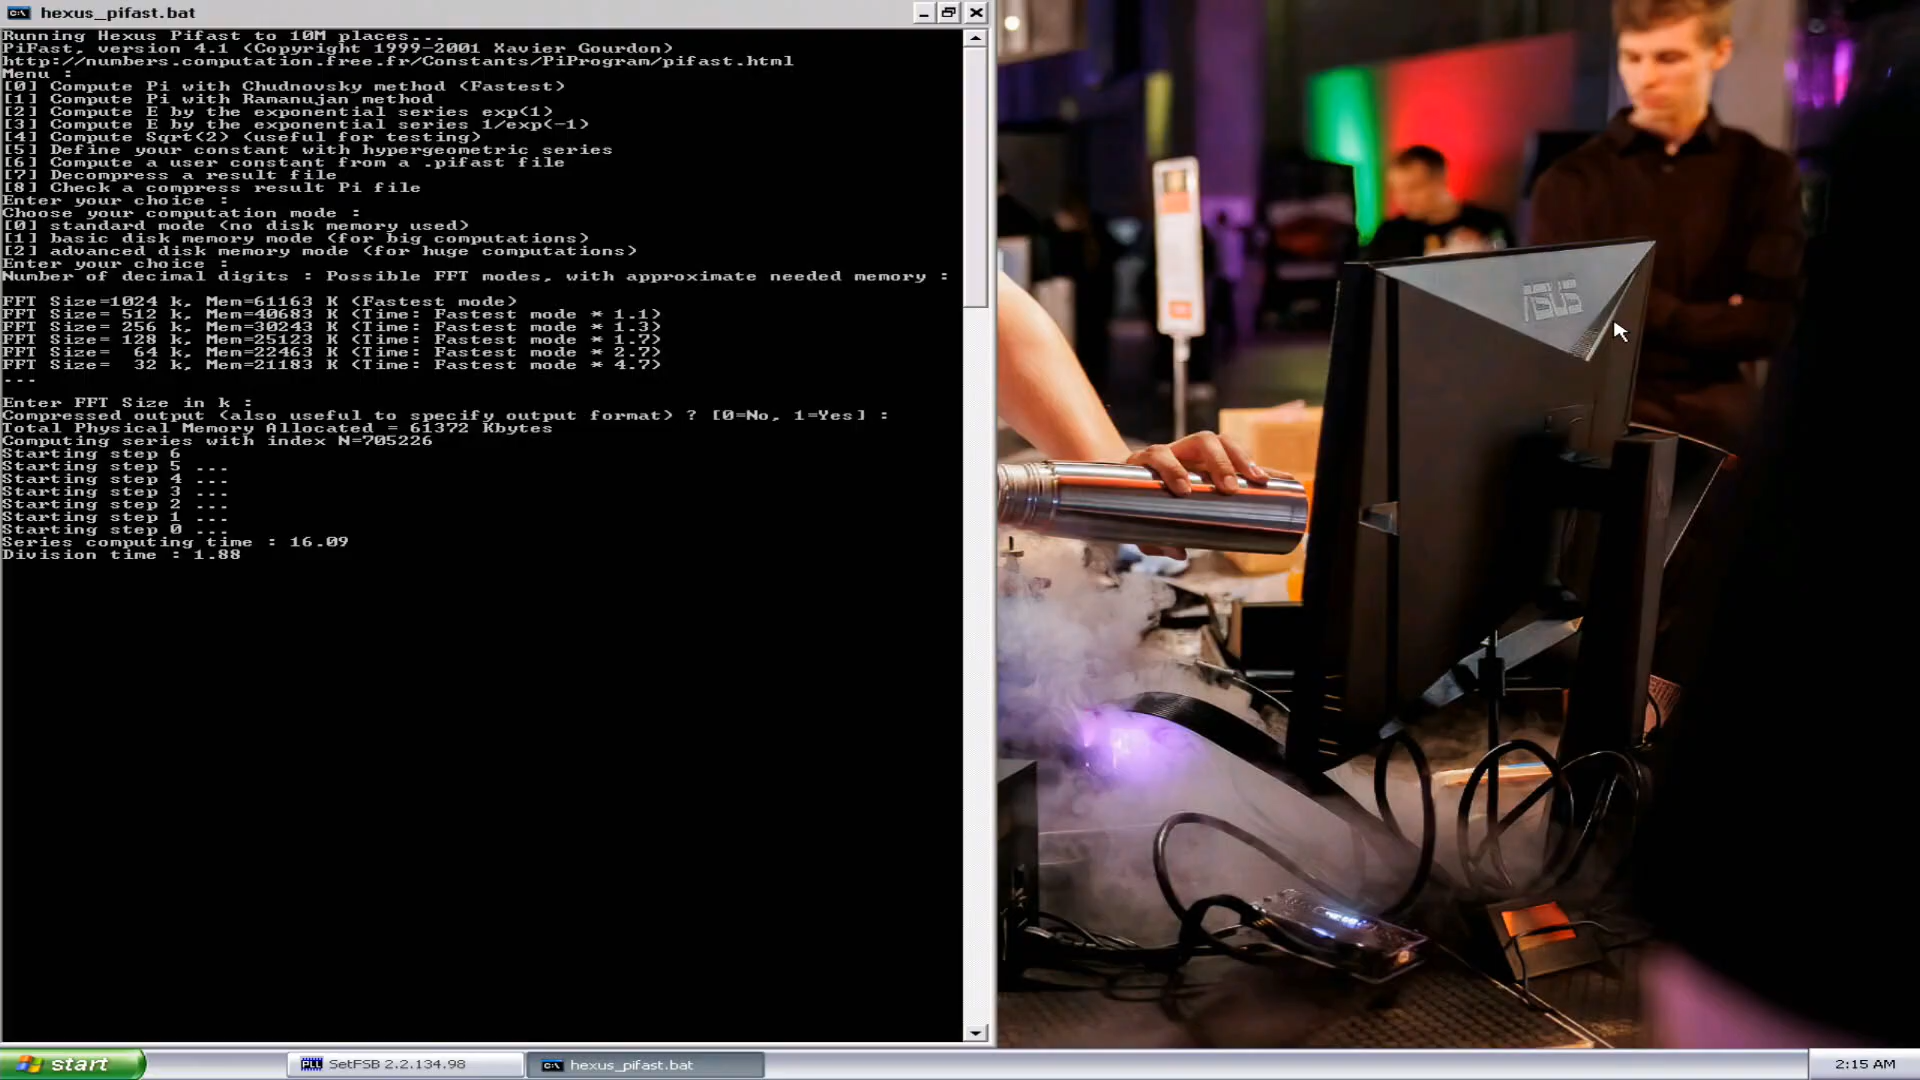 hexus_pifast.bat
Running Hexus Pifast to 10M places...
PiFast, version 4.1 (Copyright 1999-2001 Xavier Gourdon)
http://numbers.computation.free.fr/Constants/PiProgram/pifast.html
Menu :
[0] Compute Pi with Chudnovsky method (Fastest)
[1] Compute Pi with Ramanujan method
[2] Compute E by the exponential series exp(1)
[3] Compute E by the exponential series 1/exp(-1)
[4] Compute Sqrt(2) (useful for testing)
[5] Define your constant with hypergeometric series
[6] Compute a user constant from a .pifast file
[7] Decompress a result file
[8] Check a compress result Pi file
Enter your choice :
Choose your computation mode :
[0] standard mode (no disk memory used)
[1] basic disk memory mode (for big computations)
[2] advanced disk memory mode (for huge computations)
Enter your choice :
Number of decimal digits : Possible FFT modes, with approximate needed memory :
FFT Size=1024 k, Mem=61163 K (Fastest mode)
FFT Size= 512 k, Mem=40683 K (Time: Fastest mode * 1.1)
FFT Size= 256 k, Mem=30243 K (Time: Fastest mode * 1.3)
FFT Size= 128 k, Mem=25123 K (Time: Fastest mode * 1.7)
FFT Size=  64 k, Mem=22463 K (Time: Fastest mode * 2.7)
FFT Size=  32 k, Mem=21183 K (Time: Fastest mode * 4.7)
...
Enter FFT Size in k :
Compressed output (also useful to specify output format) ? [0=No, 1=Yes] :
Total Physical Memory Allocated = 61372 Kbytes
Computing series with index N=705226
Starting step 6
Starting step 5 ...
Starting step 4 ...
Starting step 3 ...
Starting step 2 ...
Starting step 1 ...
Starting step 0 ...
Series computing time : 16.09
Division time : 1.88
ASUS
start
PLL SetFSB 2.2.134.98
hexus_pifast.bat
2:15 AM